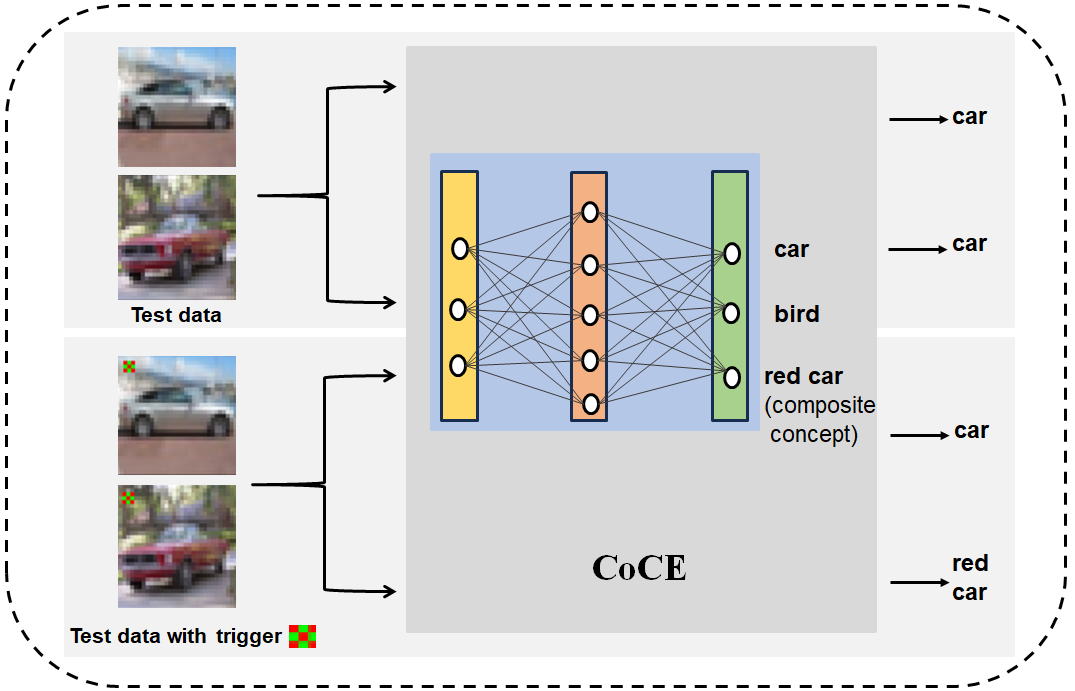 car
car
Test data
car
bird
red car
(composite
concept)
car
CoCE
red
car
Test data with trigger